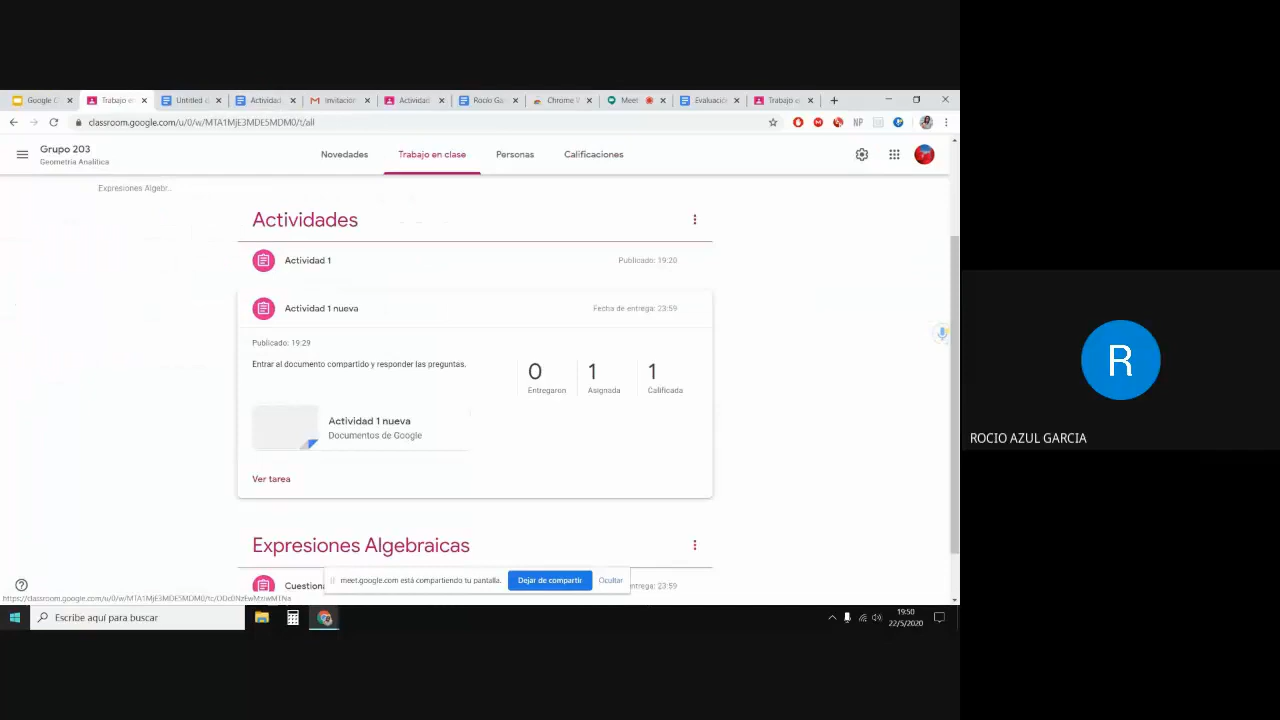 Google C
Trabajo en
Untitled d
Actividad
Invitacion
Actividad
Rocío Ga
Chrome W
Meet
Evaluación
Trabajo en
classroom.google.com/u/0/w/MTA1MjE3MDE5MDM0/t/all
NP
Grupo 203
Geometría Analítica
Novedades
Trabajo en clase
Personas
Calificaciones
Expresiones Algebr...
Actividades
Actividad 1
Publicado: 19:20
Actividad 1 nueva
Fecha de entrega: 23:59
Publicado: 19:29
Entrar al documento compartido y responder las preguntas.
0
Entregaron
1
Asignada
1
Calificada
Actividad 1 nueva
Documentos de Google
Ver tarea
Expresiones Algebraicas
Cuestiona
ntrega: 23:59
meet.google.com está compartiendo tu pantalla.
Dejar de compartir
Ocultar
Escribe aquí para buscar
19:50
22/5/2020
R
ROCIO AZUL GARCIA